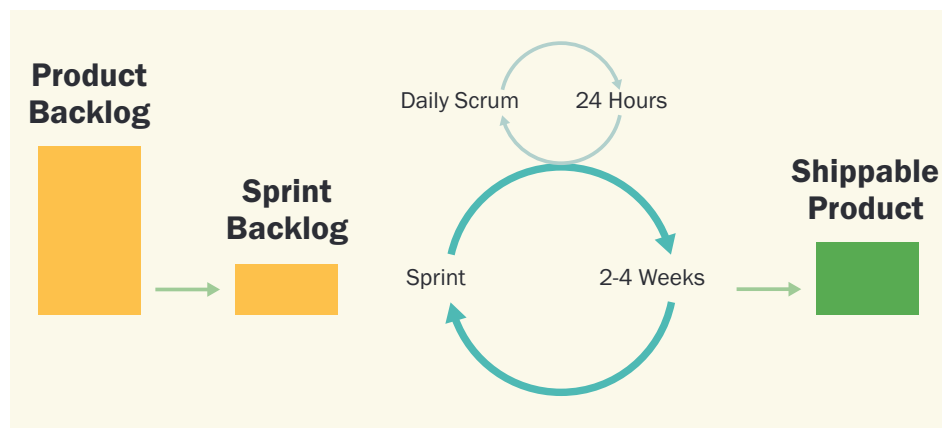 Product
Backlog
Sprint
Backlog
Daily Scrum
24 Hours
Sprint
2-4 Weeks
Shippable
Product